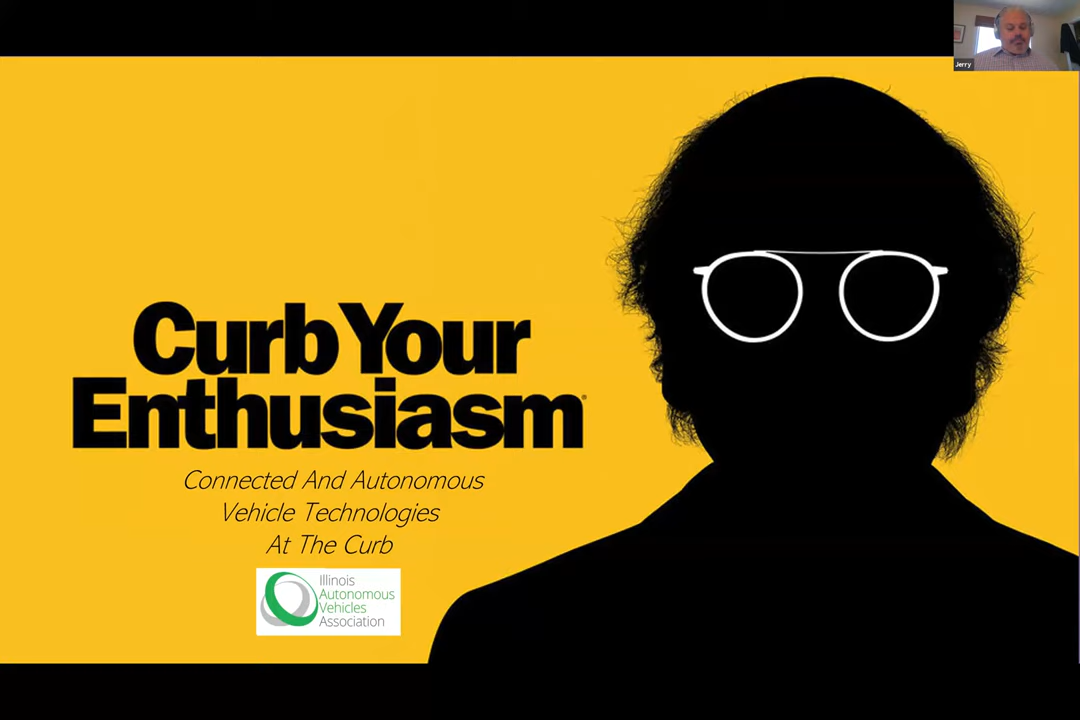 Jerry
Curb Your
Enthusiasm®
Connected And Autonomous
Vehicle Technologies
At The Curb
Illinois
Autonomous
Vehicles
Association